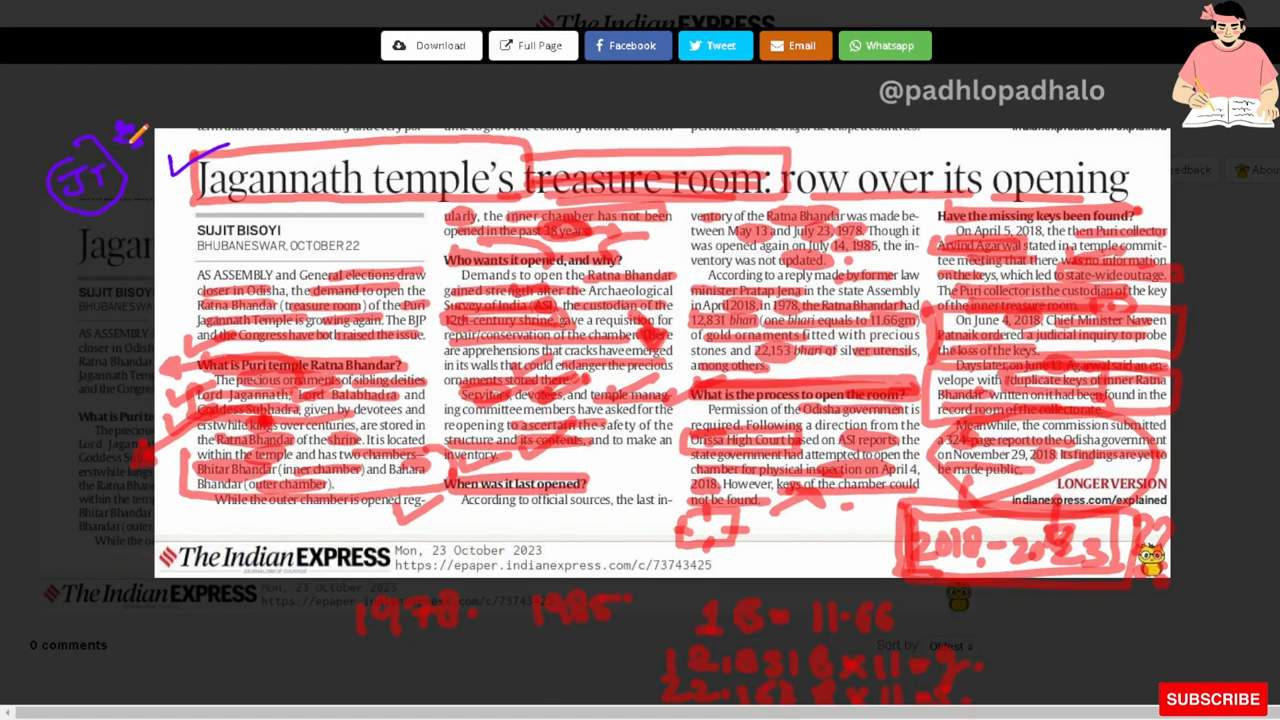 The Indian EXPRESS
Download
Full Page
Facebook
Tweet
Email
Whatsapp
@padhlopadhalo
JT
Jagannath temple's treasure room: row over its opening
SUJIT BISOYI
BHUBANESWAR, OCTOBER 22
AS ASSEMBLY and General elections draw
closer in Odisha, the demand to open the
Ratna Bhandar (treasure room) of the Puri
Jagannath Temple is growing again. The BJP
and the Congress have both raised the issue.
What is Puri temple Ratna Bhandar?
The precious ornaments of sibling deities
Lord Jagannath, Lord Balabhadra and
Goddess Subhadra, given by devotees and
erstwhile kings over centuries, are stored in
the Ratna Bhandar of the shrine. It is located
within the temple and has two chambers—
Bhitar Bhandar (inner chamber) and Bahara
Bhandar (outer chamber).
While the outer chamber is opened reg-
ularly, the inner chamber has not been
opened in the past 38 years.
Who wants it opened, and why?
Demands to open the Ratna Bhandar
gained strength after the Archaeological
Survey of India (ASI), the custodian of the
12th-century shrine, gave a requisition for
repair/conservation of the chamber. There
are apprehensions that cracks have emerged
in its walls that could endanger the precious
ornaments stored there.
Servitors, devotees, and temple manag-
ing committee members have asked for the
reopening to ascertain the safety of the
structure and its contents, and to make an
inventory.
When was it last opened?
According to official sources, the last in-
ventory of the Ratna Bhandar was made be-
tween May 13 and July 23, 1978. Though it
was opened again on July 14, 1985, the in-
ventory was not updated.
According to a reply made by former law
minister Pratap Jena in the state Assembly
in April 2018, in 1978, the Ratna Bhandar had
12,831 bhari (one bhari equals to 11.66gm)
of gold ornaments fitted with precious
stones and 22,153 bhari of silver utensils,
among others.
What is the process to open the room?
Permission of the Odisha government is
required. Following a direction from the
Orissa High Court based on ASI reports, the
state government had attempted to open the
chamber for physical inspection on April 4,
2018. However, keys of the chamber could
not be found.
Have the missing keys been found?
On April 5, 2018, the then Puri collector
Arvind Agarwal stated in a temple commit-
tee meeting that there was no information
on the keys, which led to state-wide outrage.
The Puri collector is the custodian of the key
of the inner treasure room.
On June 4, 2018, Chief Minister Naveen
Patnaik ordered a judicial inquiry to probe
the loss of the keys.
Days later, on June 13, Agarwal said an en-
velope with "duplicate keys of inner Ratna
Bhandar" written on it had been found in the
record room of the collectorate.
Meanwhile, the commission submitted
a 324-page report to the Odisha government
on November 29, 2018. Its findings are yet to
be made public.
LONGER VERSION
indianexpress.com/explained
2018-2023 ??
The Indian EXPRESS
Mon, 23 October 2023
https://epaper.indianexpress.com/c/73743425
1978. 1985.
1 B = 11.66
12,831 B x 11 = ?
22,153 B x 11 =
0 comments
Sort by Oldest
SUBSCRIBE